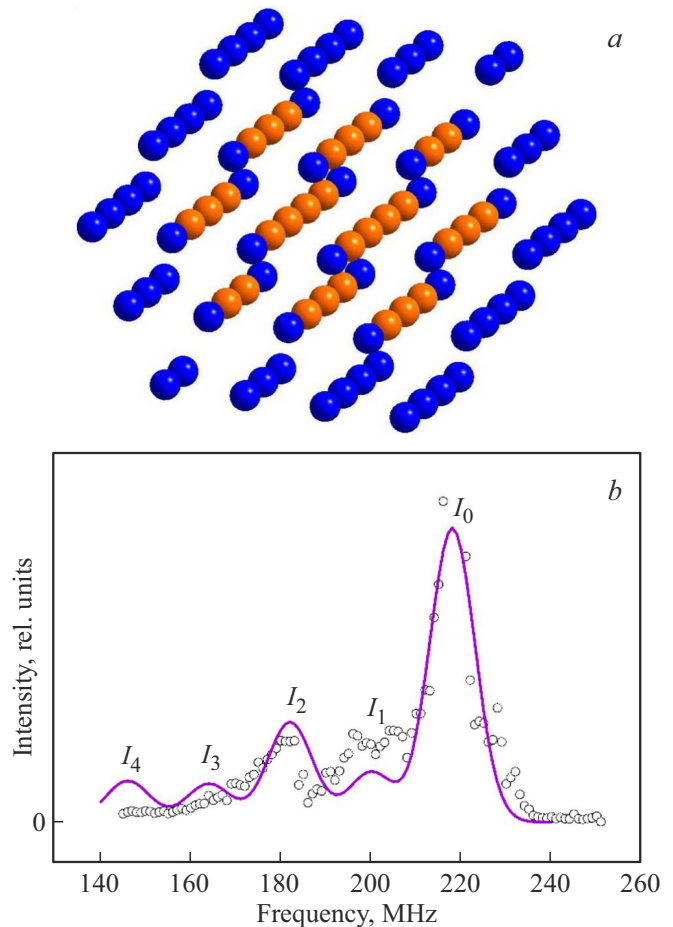 a
b
I0
I2
I1
I4
I3
Intensity, rel. units
0
140 160 180 200 220 240 260
Frequency, MHz